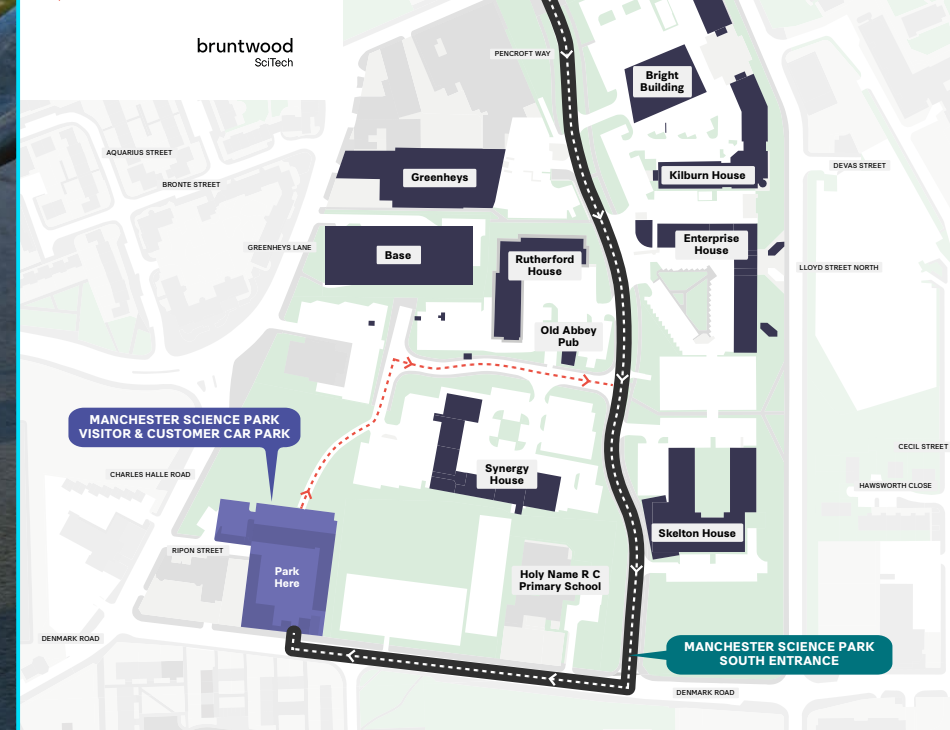 bruntwood
SciTech
PENCROFT WAY
Bright
Building
AQUARIUS STREET
DEVAS STREET
Greenheys
Kilburn House
BRONTE STREET
GREENHEYS LANE
Base
Rutherford
House
Enterprise
House
LLOYD STREET NORTH
Old Abbey
Pub
MANCHESTER SCIENCE PARK
VISITOR & CUSTOMER CAR PARK
CECIL STREET
CHARLES HALLE ROAD
Synergy
House
HAWSWORTH CLOSE
Skelton House
RIPON STREET
Park
Here
Holy Name R C
Primary School
DENMARK ROAD
MANCHESTER SCIENCE PARK
SOUTH ENTRANCE
DENMARK ROAD